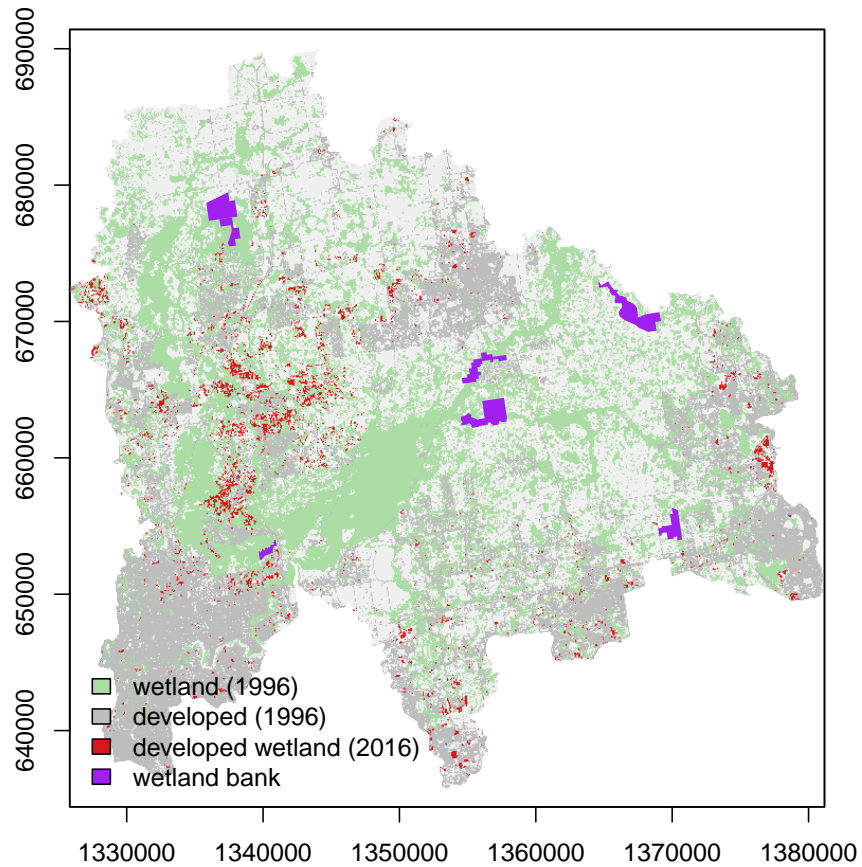 690000
680000
670000
660000
650000
640000
wetland (1996)
developed (1996)
developed wetland (2016)
wetland bank
1330000 1340000 1350000 1360000 1370000 1380000